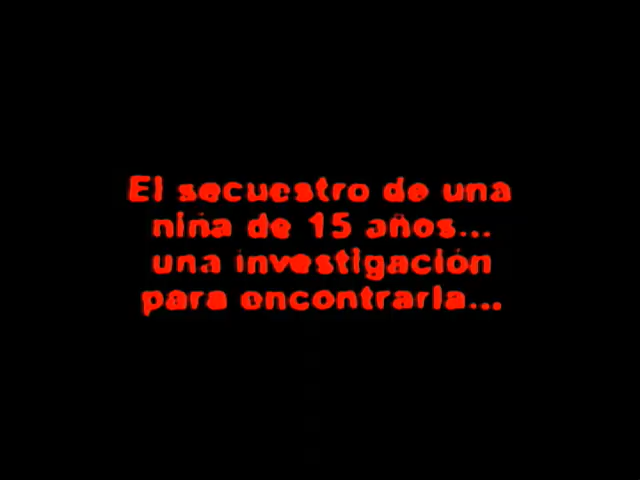 El secuestro de una
niña de 15 años...
una investigación
para encontrarla...